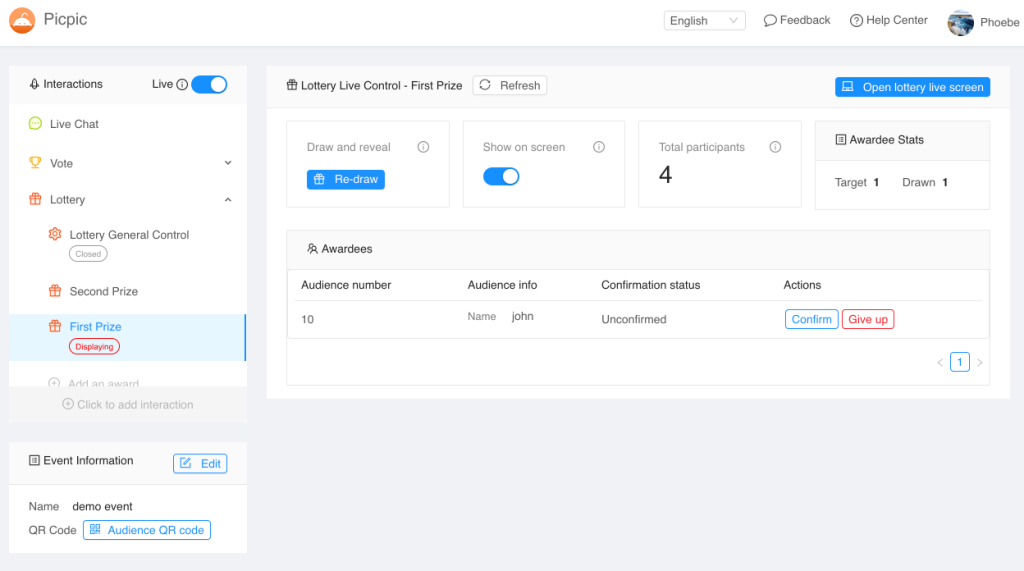 Picpic
English
Feedback
Help Center
Phoebe
Interactions
Live
Live Chat
Vote
Lottery
Lottery General Control
Closed
Second Prize
First Prize
Displaying
Add an award
Click to add interaction
Event Information
Edit
Name demo event
QR Code Audience QR code
Lottery Live Control - First Prize
Refresh
Open lottery live screen
Draw and reveal
Re-draw
Show on screen
Total participants
4
Awardee Stats
Target 1 Drawn 1
Awardees
Audience number Audience info Confirmation status Actions
10 Name john Unconfirmed Confirm Give up
< 1 >